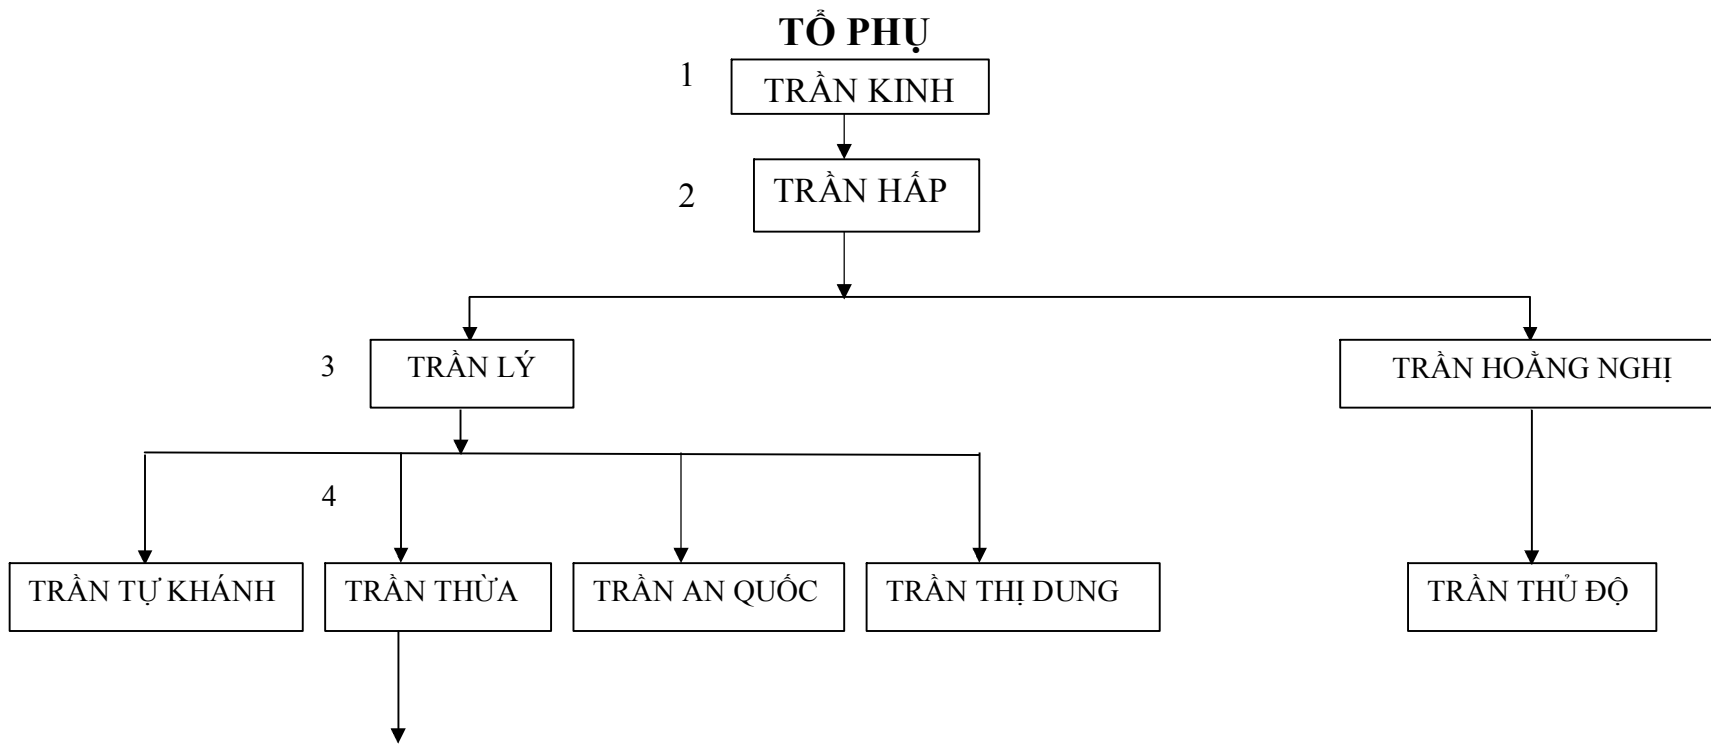 TỔ PHỤ
1
TRẦN KINH
2
TRẦN HẤP
3
TRẦN LÝ
TRẦN HOẰNG NGHỊ
4
TRẦN TỰ KHÁNH
TRẦN THỪA
TRẦN AN QUỐC
TRẦN THỊ DUNG
TRẦN THỦ ĐỘ